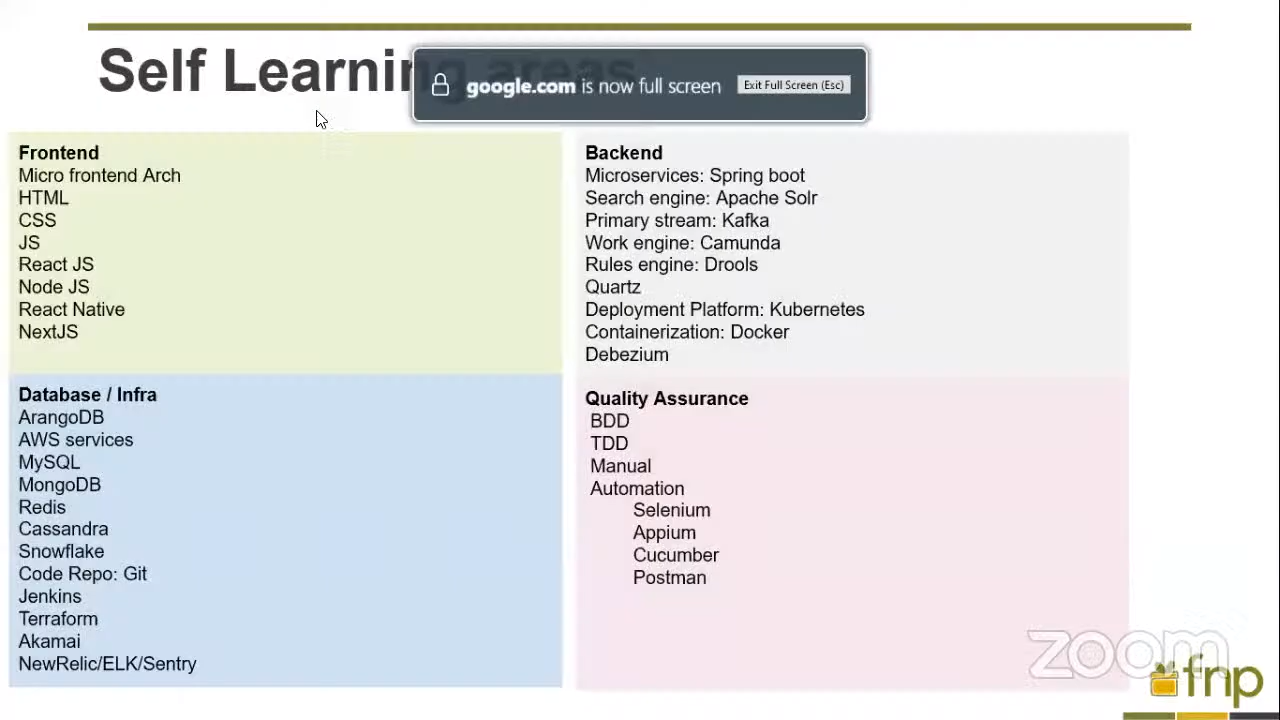 Self Learning areas
google.com is now full screen
Exit Full Screen (Esc)
Frontend
Micro frontend Arch
HTML
CSS
JS
React JS
Node JS
React Native
NextJS
Backend
Microservices: Spring boot
Search engine: Apache Solr
Primary stream: Kafka
Work engine: Camunda
Rules engine: Drools
Quartz
Deployment Platform: Kubernetes
Containerization: Docker
Debezium
Database / Infra
ArangoDB
AWS services
MySQL
MongoDB
Redis
Cassandra
Snowflake
Code Repo: Git
Jenkins
Terraform
Akamai
NewRelic/ELK/Sentry
Quality Assurance
BDD
TDD
Manual
Automation
Selenium
Appium
Cucumber
Postman
zoom
fnp